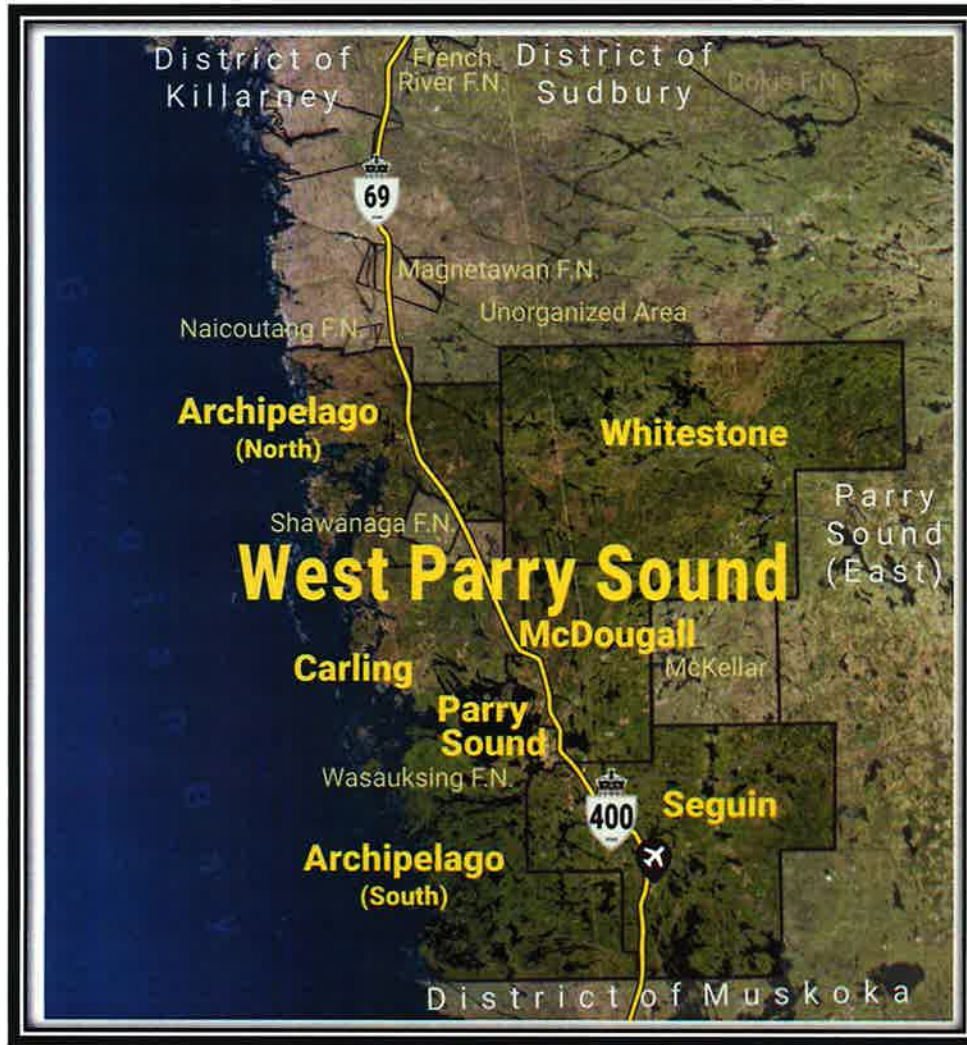 District of
Killarney
French
River F.N.
District of
Sudbury
Dokis F.N.
69
Magnetawan F.N.
Unorganized Area
Naicoutang F.N.
Archipelago
(North)
Whitestone
Parry
Sound
(East)
Shawanaga F.N.
West Parry Sound
McDougall
McKellar
Carling
Parry
Sound
Wasauksing F.N.
400
Seguin
Archipelago
(South)
District of Muskoka